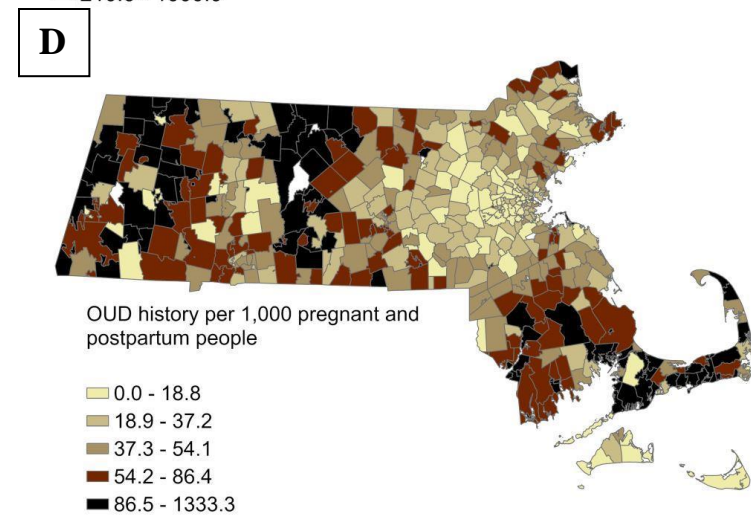 D
OUD history per 1,000 pregnant and
postpartum people
0.0 - 18.8
18.9 - 37.2
37.3 - 54.1
54.2 - 86.4
86.5 - 1333.3